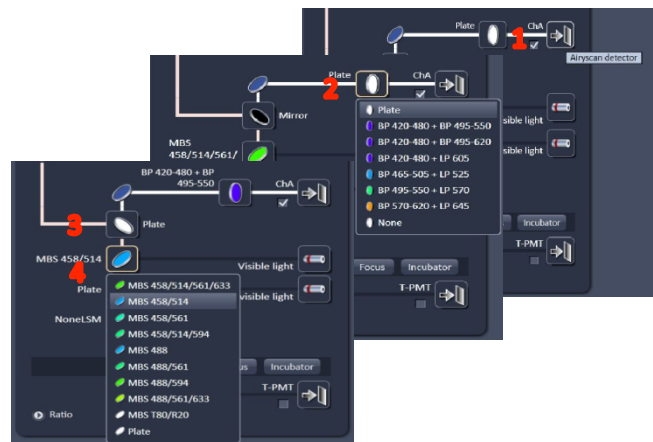 Plate
ChA
1
Airyscan detector
Plate
2
ChA
Mirror
MBS
458/514/561/
Plate
BP 420-480 + BP 495-550
BP 420-480 + BP 495-620
BP 420-480 + LP 605
BP 465-505 + LP 525
BP 495-550 + LP 570
BP 570-620 + LP 645
None
sible light
sible light
Incubator
T-PMT
Focus
Incubator
T-PMT
BP 420-480 + BP
495-550
ChA
3
Plate
MBS 458/514
4
Visible light
Plate
visible light
NoneLSM
MBS 458/514/561/633
MBS 458/514
MBS 458/561
MBS 458/514/594
MBS 488
MBS 488/561
MBS 488/594
MBS 488/561/633
MBS T80/R20
Plate
us
Incubator
T-PMT
Ratio